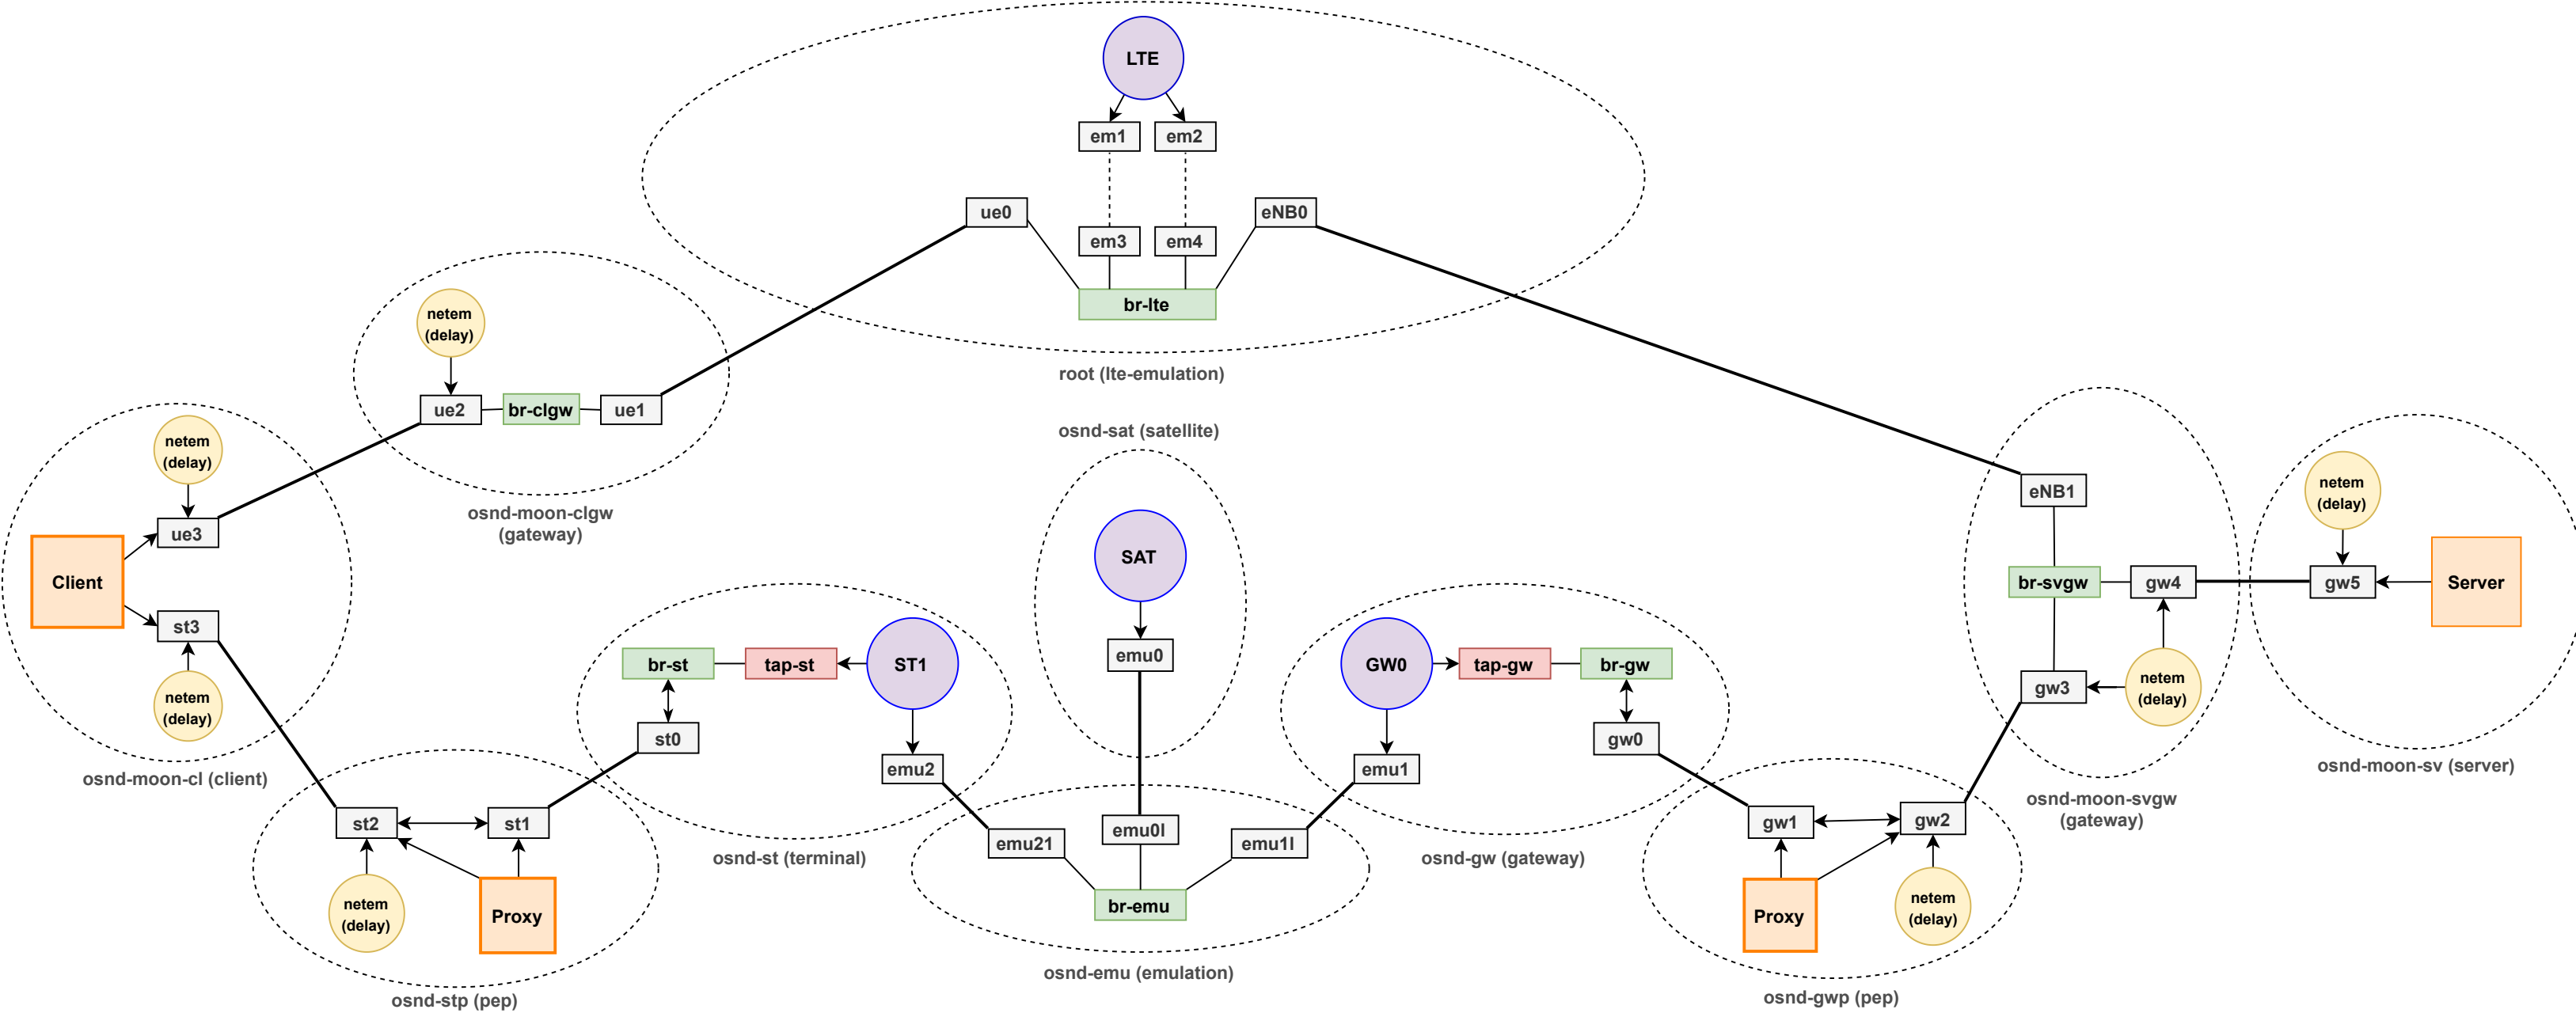 LTE
em1
em2
ue0
eNB0
em3
em4
br-lte
root (lte-emulation)
netem
(delay)
ue2
br-clgw
ue1
osnd-moon-clgw
(gateway)
netem
(delay)
ue3
Client
st3
netem
(delay)
osnd-moon-cl (client)
st2
st1
netem
(delay)
Proxy
osnd-stp (pep)
br-st
tap-st
ST1
st0
emu2
osnd-st (terminal)
osnd-sat (satellite)
SAT
emu0
emu0l
emu21
emu1l
br-emu
osnd-emu (emulation)
GW0
tap-gw
br-gw
gw0
emu1
osnd-gw (gateway)
gw1
gw2
Proxy
netem
(delay)
osnd-gwp (pep)
eNB1
br-svgw
gw4
gw3
netem
(delay)
osnd-moon-svgw
(gateway)
netem
(delay)
gw5
Server
osnd-moon-sv (server)